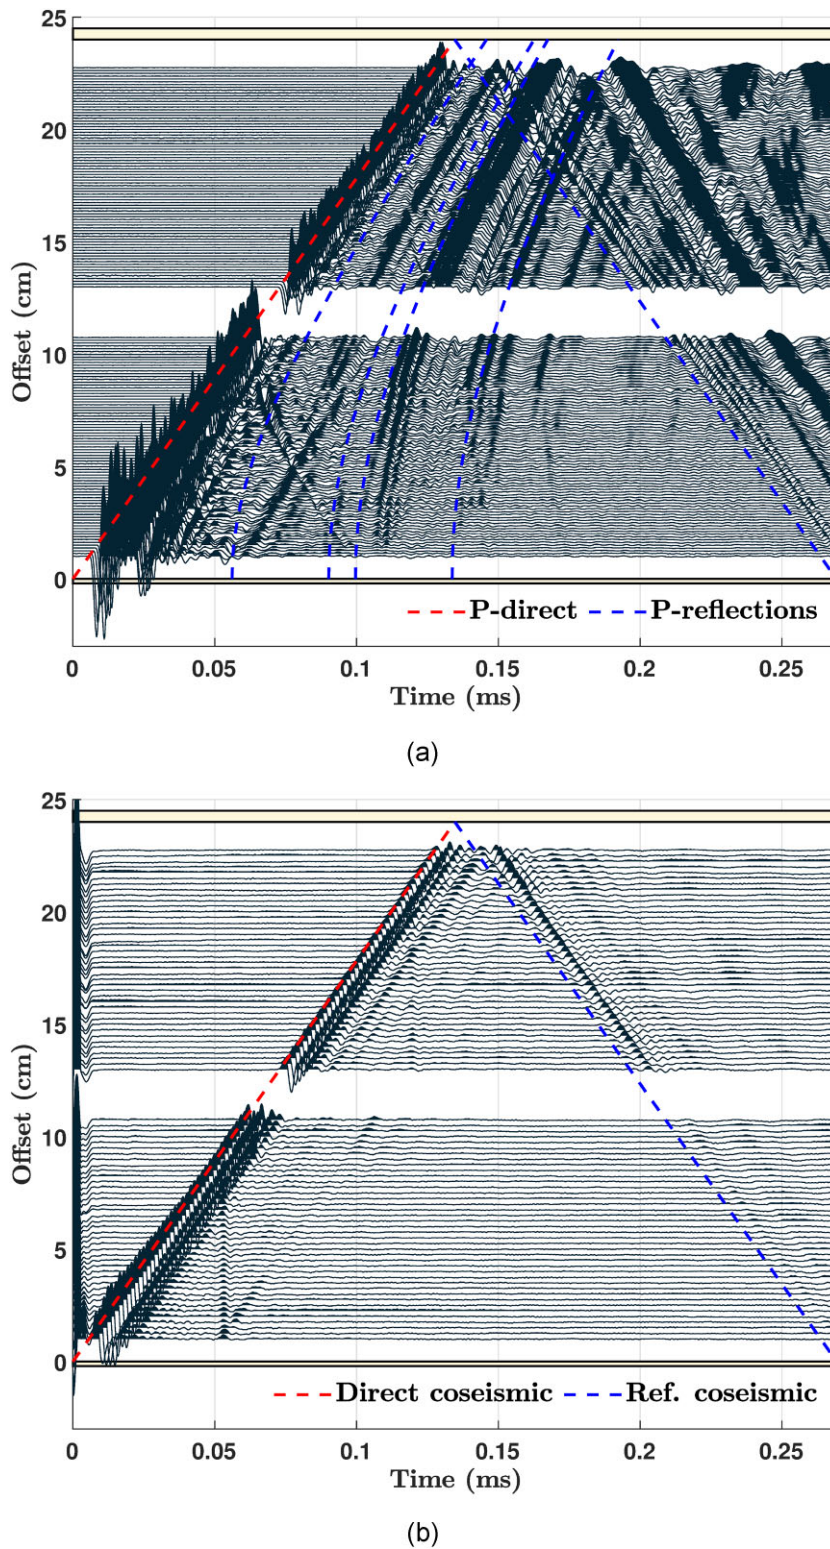 25
20
15
10
5
0
Offset (cm)
P-direct
P-reflections
0
0.05
0.1
0.15
0.2
0.25
Time (ms)
(a)
25
20
15
10
5
0
Offset (cm)
Direct coseismic
Ref. coseismic
0
0.05
0.1
0.15
0.2
0.25
Time (ms)
(b)